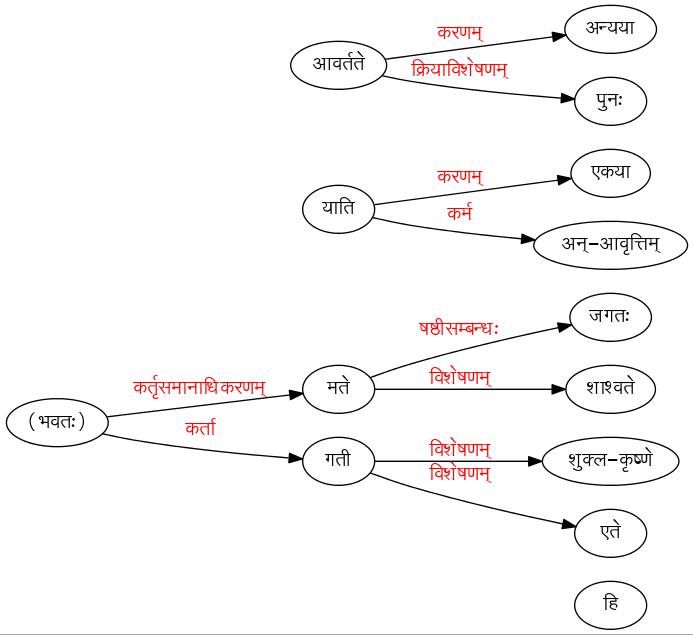 अन्यया
करणम्
आवर्तते
क्रियाविशेषणम्
पुनः
एकया
करणम्
याति
कर्म
अन्-आवृत्तिम्
जगतः
षष्ठीसम्बन्धः
कर्तृसमानाधिकरणम्
मते
विशेषणम्
शाश्वते
(भवतः)
कर्ता
गती
विशेषणम्
शुक्ल-कृष्णे
विशेषणम्
एते
हि